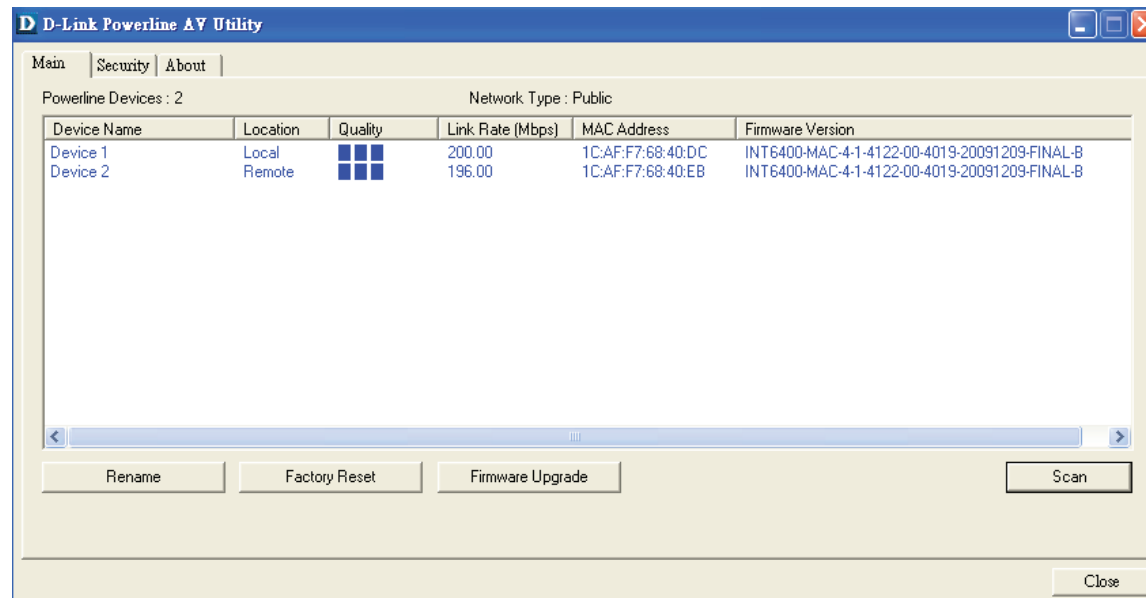 D D-Link Powerline AV Utility
Main Security About
Powerline Devices : 2 Network Type : Public
Device Name Location Quality Link Rate (Mbps) MAC Address Firmware Version
Device 1 Local 200.00 1C:AF:F7:68:40:DC INT6400-MAC-4-1-4122-00-4019-20091209-FINAL-B
Device 2 Remote 196.00 1C:AF:F7:68:40:EB INT6400-MAC-4-1-4122-00-4019-20091209-FINAL-B
Rename Factory Reset Firmware Upgrade Scan
Close